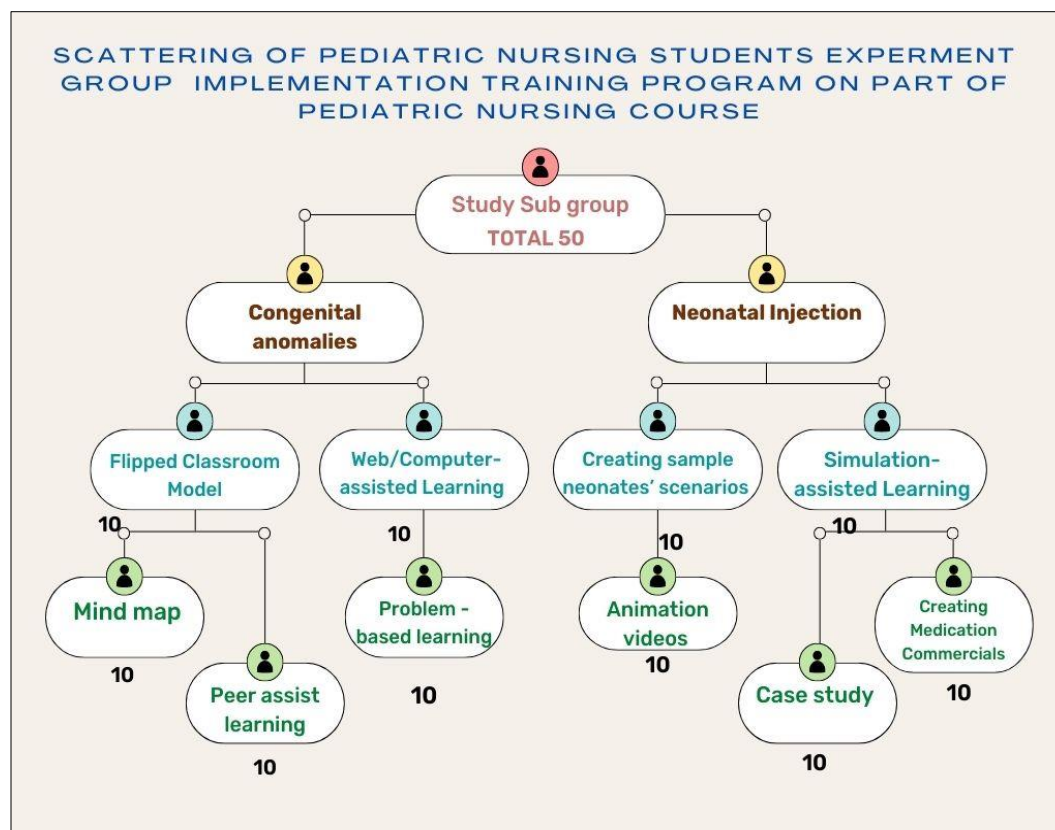 SCATTERING OF PEDIATRIC NURSING STUDENTS EXPERMENT
GROUP IMPLEMENTATION TRAINING PROGRAM ON PART OF
PEDIATRIC NURSING COURSE
Study Sub group
TOTAL 50
Congenital
anomalies
Neonatal Injection
Flipped Classroom
Model
10
Web/Computer-
assisted Learning
10
Creating sample
neonates' scenarios
10
Simulation-
assisted Learning
10
Mind map
10
Peer assist
learning
10
Problem -
based learning
10
Animation
videos
10
Case study
10
Creating
Medication
Commercials
10